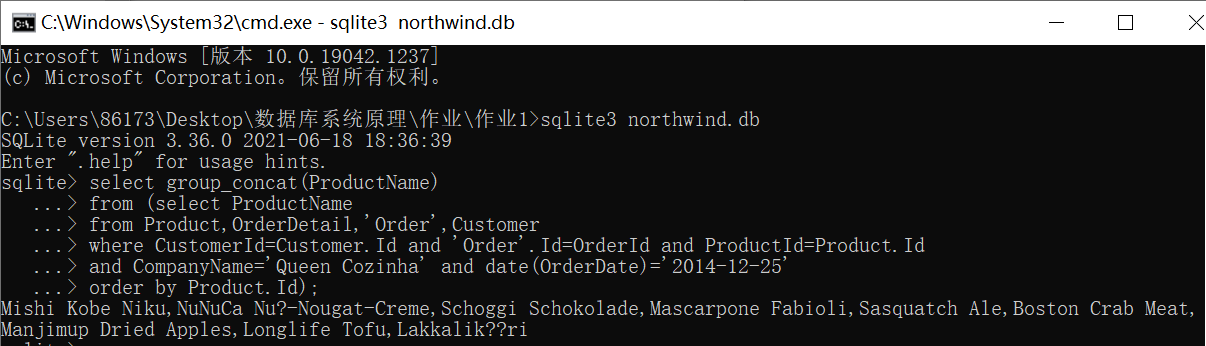 C:\Windows\System32\cmd.exe - sqlite3  northwind.db
Microsoft Windows [版本 10.0.19042.1237]
(c) Microsoft Corporation。保留所有权利。
C:\Users\86173\Desktop\数据库系统原理\作业\作业1>sqlite3 northwind.db
SQLite version 3.36.0 2021-06-18 18:36:39
Enter ".help" for usage hints.
sqlite> select group_concat(ProductName)
   ...> from (select ProductName
   ...> from Product,OrderDetail,'Order',Customer
   ...> where CustomerId=Customer.Id and 'Order'.Id=OrderId and ProductId=Product.Id
   ...> and CompanyName='Queen Cozinha' and date(OrderDate)='2014-12-25'
   ...> order by Product.Id);
Mishi Kobe Niku,NuNuCa Nu?-Nougat-Creme,Schoggi Schokolade,Mascarpone Fabioli,Sasquatch Ale,Boston Crab Meat,
Manjimup Dried Apples,Longlife Tofu,Lakkalik??ri